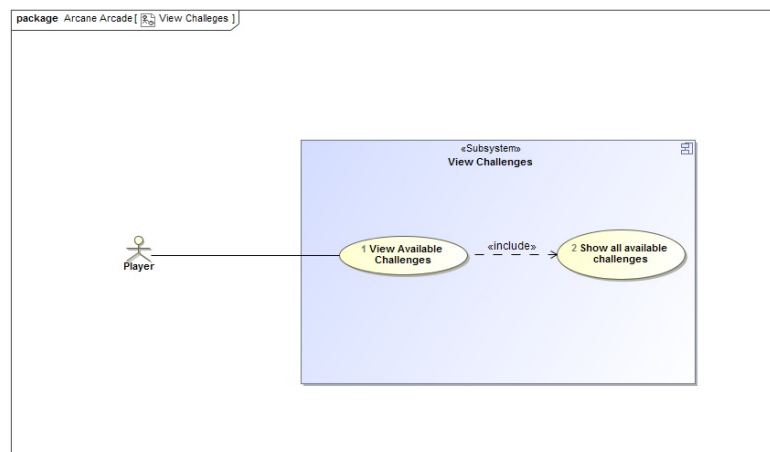 package Arcane Arcade[ View Challeges ]
«Subsystem»
View Challenges
Player
1 View Available
Challenges
«include»
2 Show all available
challenges